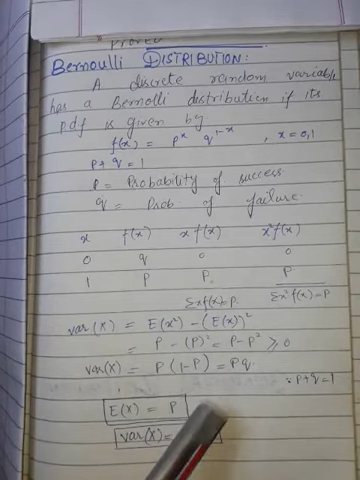 Proved
Bernoulli DISTRIBUTION:
A discrete random variable
has a Bernolli distribution if its
pdf is given by
f(x) = p^x q^1-x , x=0,1
p+q=1
p = Probability of success
q = Prob of failure
x f(x) x f(x) x²f(x)
0 q 0 0
1 P P P
Σxf(x)=P Σx²f(x)=P
var(X) = E(x²) - (E(x))²
= P - (P)² = P - P² ≥ 0
var(X) = P(1-P) = Pq
∵ p+q=1
E(X) = P
var(X)=